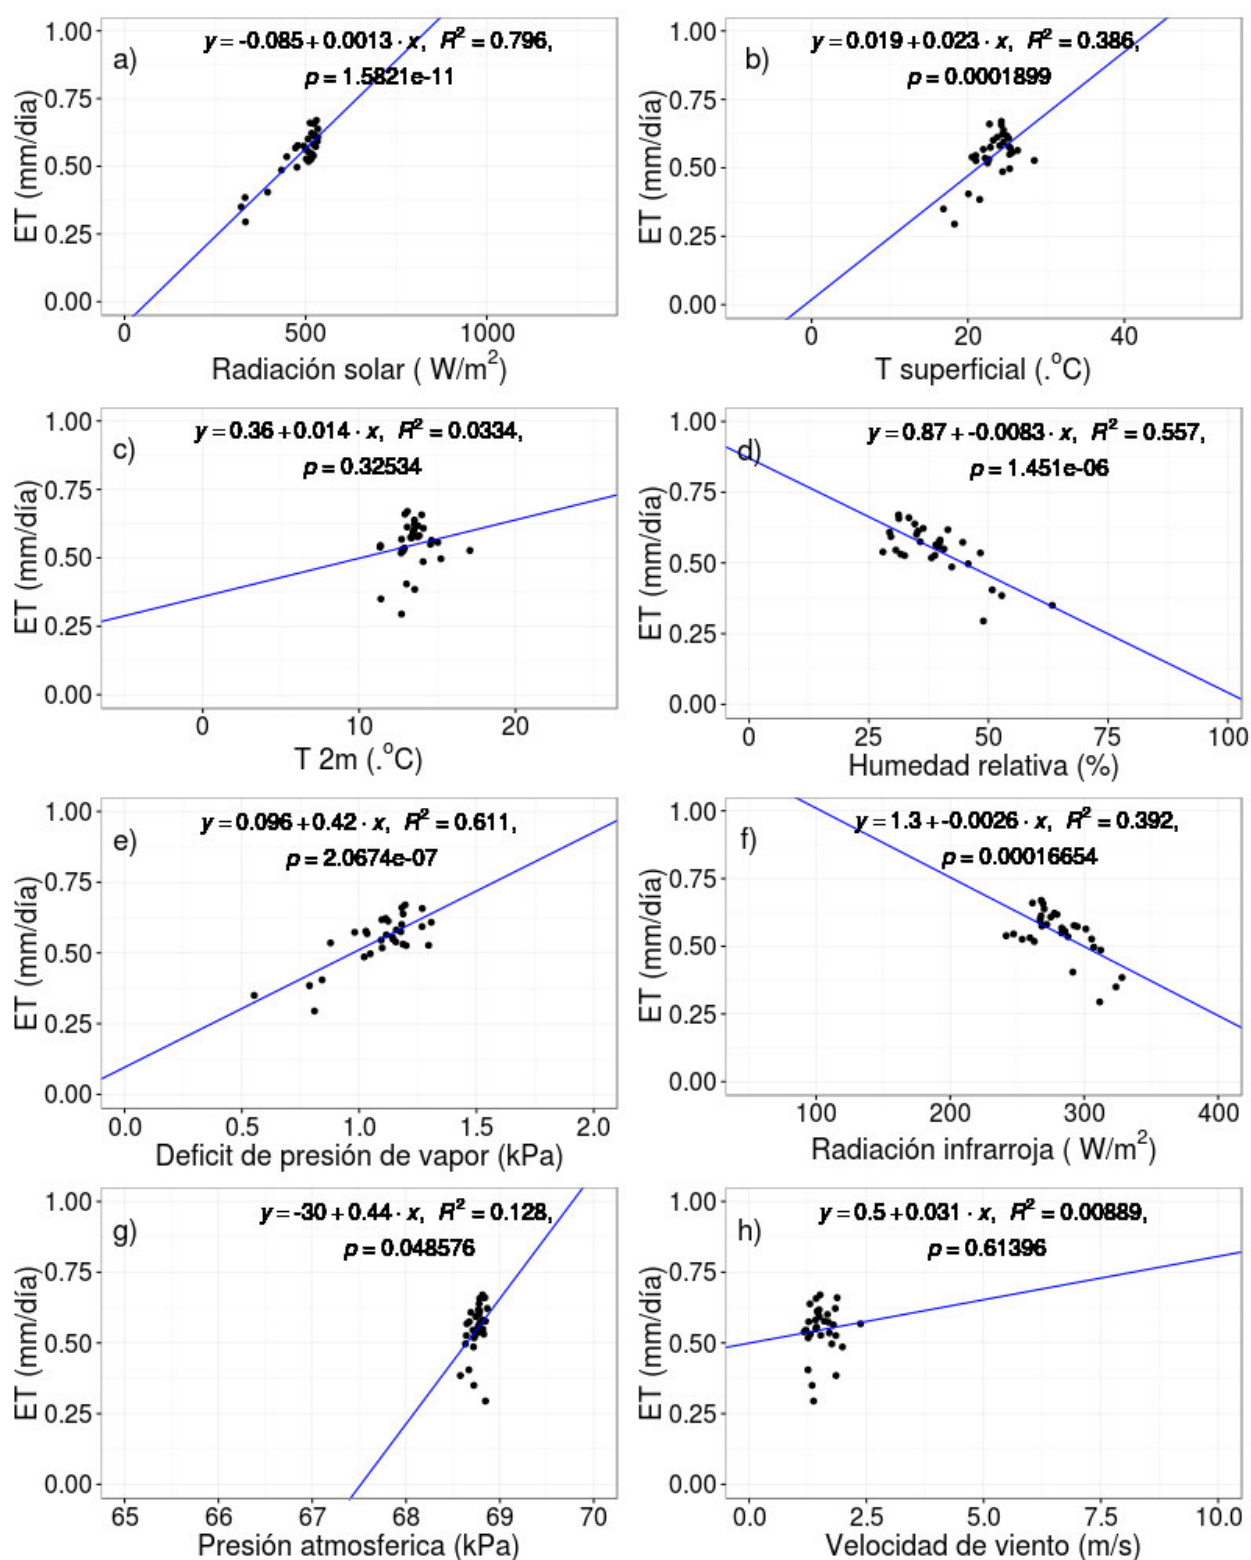 a)
y = -0.085 + 0.0013 · x, R² = 0.796,
p = 1.5821e-11
ET (mm/día)
1.00
0.75
0.50
0.25
0.00
0 500 1000
Radiación solar ( W/m²)
b)
y = 0.019 + 0.023 · x, R² = 0.386,
p = 0.0001899
ET (mm/día)
1.00
0.75
0.50
0.25
0.00
0 20 40
T superficial (.°C)
c)
y = 0.36 + 0.014 · x, R² = 0.0334,
p = 0.32534
ET (mm/día)
1.00
0.75
0.50
0.25
0.00
0 10 20
T 2m (.°C)
d)
y = 0.87 + -0.0083 · x, R² = 0.557,
p = 1.451e-06
ET (mm/día)
1.00
0.75
0.50
0.25
0.00
0 25 50 75 100
Humedad relativa (%)
e)
y = 0.096 + 0.42 · x, R² = 0.611,
p = 2.0674e-07
ET (mm/día)
1.00
0.75
0.50
0.25
0.00
0.0 0.5 1.0 1.5 2.0
Deficit de presión de vapor (kPa)
f)
y = 1.3 + -0.0026 · x, R² = 0.392,
p = 0.00016654
ET (mm/día)
1.00
0.75
0.50
0.25
0.00
100 200 300 400
Radiación infrarroja ( W/m²)
g)
y = -30 + 0.44 · x, R² = 0.128,
p = 0.048576
ET (mm/día)
1.00
0.75
0.50
0.25
0.00
65 66 67 68 69 70
Presión atmosferica (kPa)
h)
y = 0.5 + 0.031 · x, R² = 0.00889,
p = 0.61396
ET (mm/día)
1.00
0.75
0.50
0.25
0.00
0.0 2.5 5.0 7.5 10.0
Velocidad de viento (m/s)